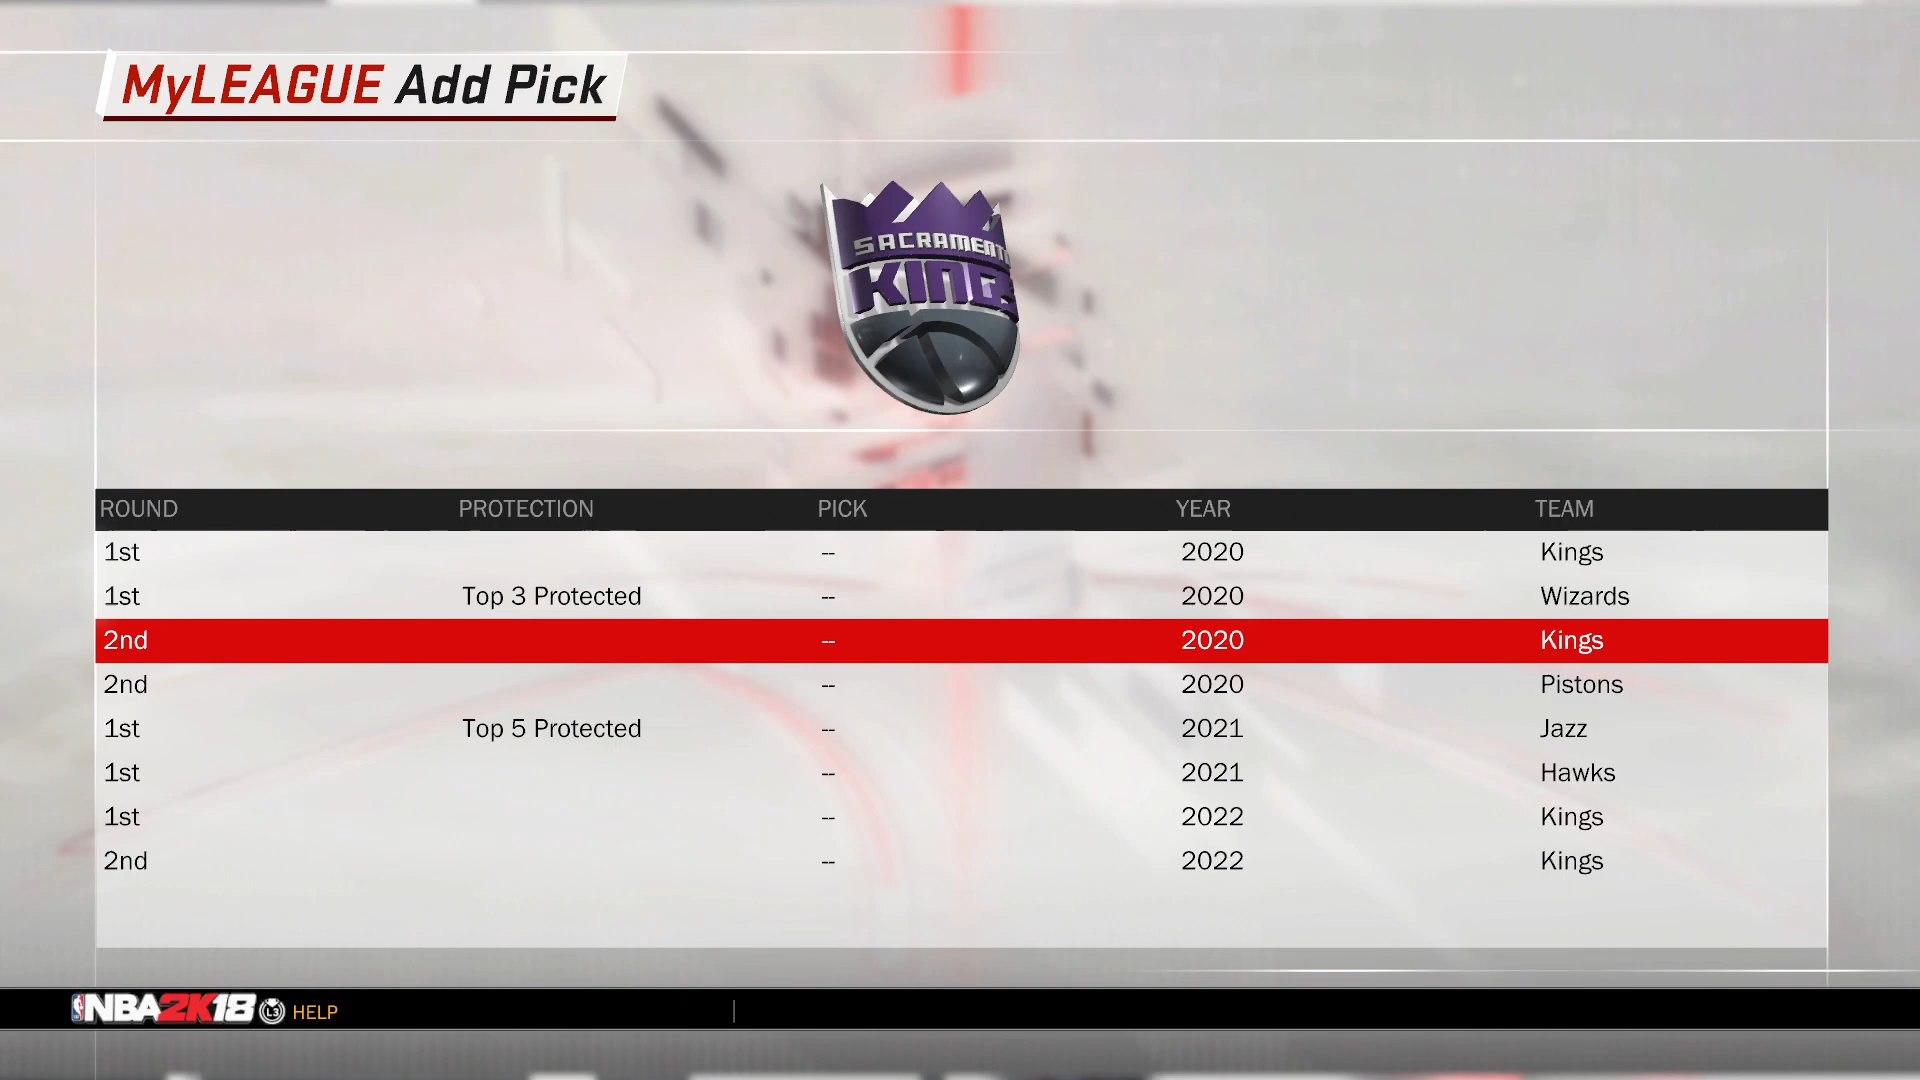 MyLEAGUE Add Pick
SACRAMENTO
KINGS
ROUND PROTECTION PICK YEAR TEAM
1st -- 2020 Kings
1st Top 3 Protected -- 2020 Wizards
2nd -- 2020 Kings
2nd -- 2020 Pistons
1st Top 5 Protected -- 2021 Jazz
1st -- 2021 Hawks
1st -- 2022 Kings
2nd -- 2022 Kings
NBA2K18 L3 HELP